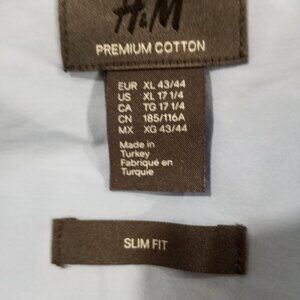 H&M
PREMIUM COTTON
EUR XL 43/44
US XL 17 1/4
CA TG 17 1/4
CN 185/116A
MX XG 43/44
Made in
Turkey
Fabriqué en
Turquie
SLIM FIT